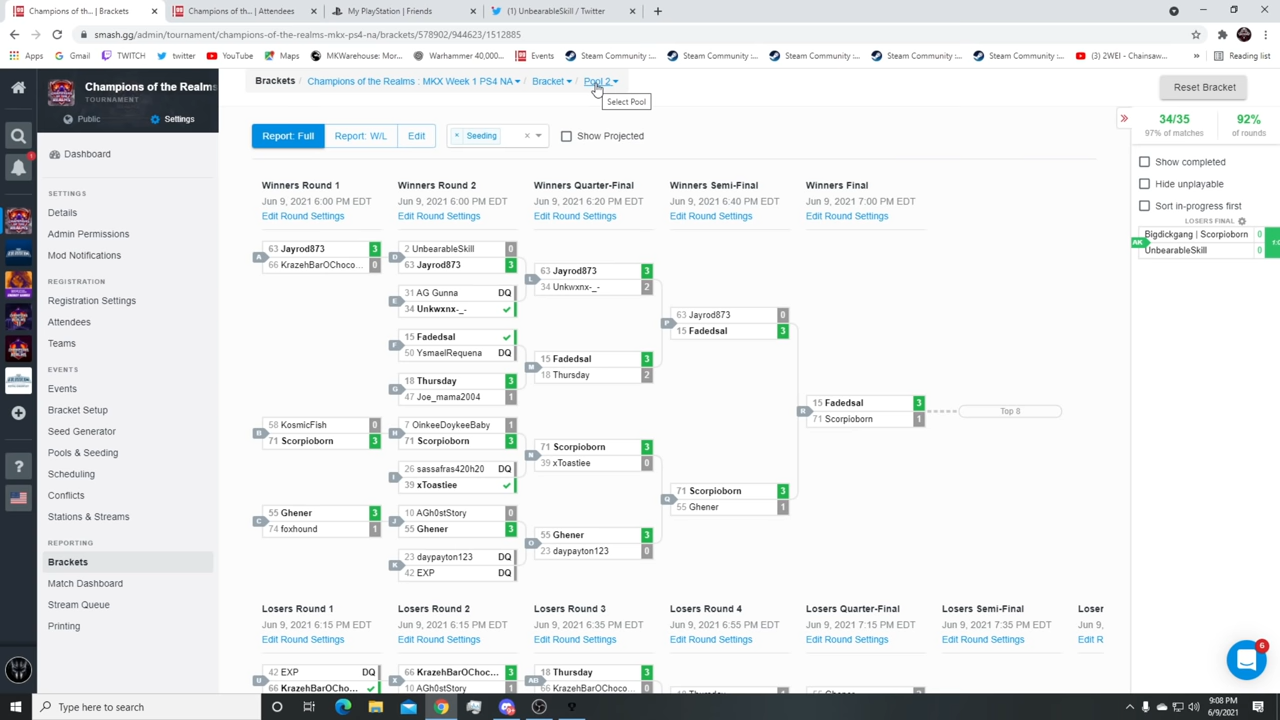 Champions of th... | Brackets
Champions of th... | Attendees
My PlayStation | Friends
(1) UnbearableSkill / Twitter
smash.gg/admin/tournament/champions-of-the-realms-mkx-ps4-na/brackets/578902/944623/1512885
Apps
Gmail
TWITCH
twitter
YouTube
Maps
MKWarehouse: Mor...
Warhammer 40,000...
Events
Steam Community :...
Steam Community :...
Steam Community :...
Steam Community :...
Steam Community :...
(3) 2WEI - Chainsaw...
»
Reading list
Champions of the Realms
TOURNAMENT
Public
Settings
Dashboard
SETTINGS
Details
Admin Permissions
Mod Notifications
REGISTRATION
Registration Settings
Attendees
Teams
EVENTS
Events
Bracket Setup
Seed Generator
Pools & Seeding
Scheduling
Conflicts
Stations & Streams
REPORTING
Brackets
Match Dashboard
Stream Queue
Printing
Brackets / Champions of the Realms : MKX Week 1 PS4 NA / Bracket / Pool 2
Select Pool
Reset Bracket
Report: Full
Report: W/L
Edit
× Seeding ×
Show Projected
34/35
97% of matches
92%
of rounds
Show completed
Hide unplayable
Sort in-progress first
LOSERS FINAL
AK
Bigdickgang | Scorpioborn 0
UnbearableSkill 0
Winners Round 1
Jun 9, 2021 6:00 PM EDT
Edit Round Settings
A
63 Jayrod873 3
66 KrazehBarOChoco... 0
B
58 KosmicFish 0
71 Scorpioborn 3
C
55 Ghener 3
74 foxhound 1
Winners Round 2
Jun 9, 2021 6:00 PM EDT
Edit Round Settings
D
2 UnbearableSkill 0
63 Jayrod873 3
E
31 AG Gunna DQ
34 Unkwxnx-_- ✓
F
15 Fadedsal ✓
50 YsmaelRequena DQ
G
18 Thursday 3
47 Joe_mama2004 1
H
7 OinkeeDoykeeBaby 1
71 Scorpioborn 3
I
26 sassafras420h20 DQ
39 xToastiee ✓
J
10 AGh0stStory 0
55 Ghener 3
K
23 daypayton123 DQ
42 EXP DQ
Winners Quarter-Final
Jun 9, 2021 6:20 PM EDT
Edit Round Settings
L
63 Jayrod873 3
34 Unkwxnx-_- 2
M
15 Fadedsal 3
18 Thursday 2
N
71 Scorpioborn 3
39 xToastiee 0
O
55 Ghener 3
23 daypayton123 0
Winners Semi-Final
Jun 9, 2021 6:40 PM EDT
Edit Round Settings
P
63 Jayrod873 0
15 Fadedsal 3
Q
71 Scorpioborn 3
55 Ghener 1
Winners Final
Jun 9, 2021 7:00 PM EDT
Edit Round Settings
R
15 Fadedsal 3
71 Scorpioborn 1
Top 8
Losers Round 1
Jun 9, 2021 6:15 PM EDT
Edit Round Settings
U
42 EXP DQ
66 KrazehBarOCho... ✓
Losers Round 2
Jun 9, 2021 6:15 PM EDT
Edit Round Settings
X
66 KrazehBarOChoc... 3
10 AGh0stStory 1
Losers Round 3
Jun 9, 2021 6:35 PM EDT
Edit Round Settings
AB
18 Thursday 3
66 KrazehBarOChoco...
Losers Round 4
Jun 9, 2021 6:55 PM EDT
Edit Round Settings
Losers Quarter-Final
Jun 9, 2021 7:15 PM EDT
Edit Round Settings
Losers Semi-Final
Jun 9, 2021 7:35 PM EDT
Edit Round Settings
Losers
Jun 9,
Edit R
6
Type here to search
9:08 PM
6/9/2021